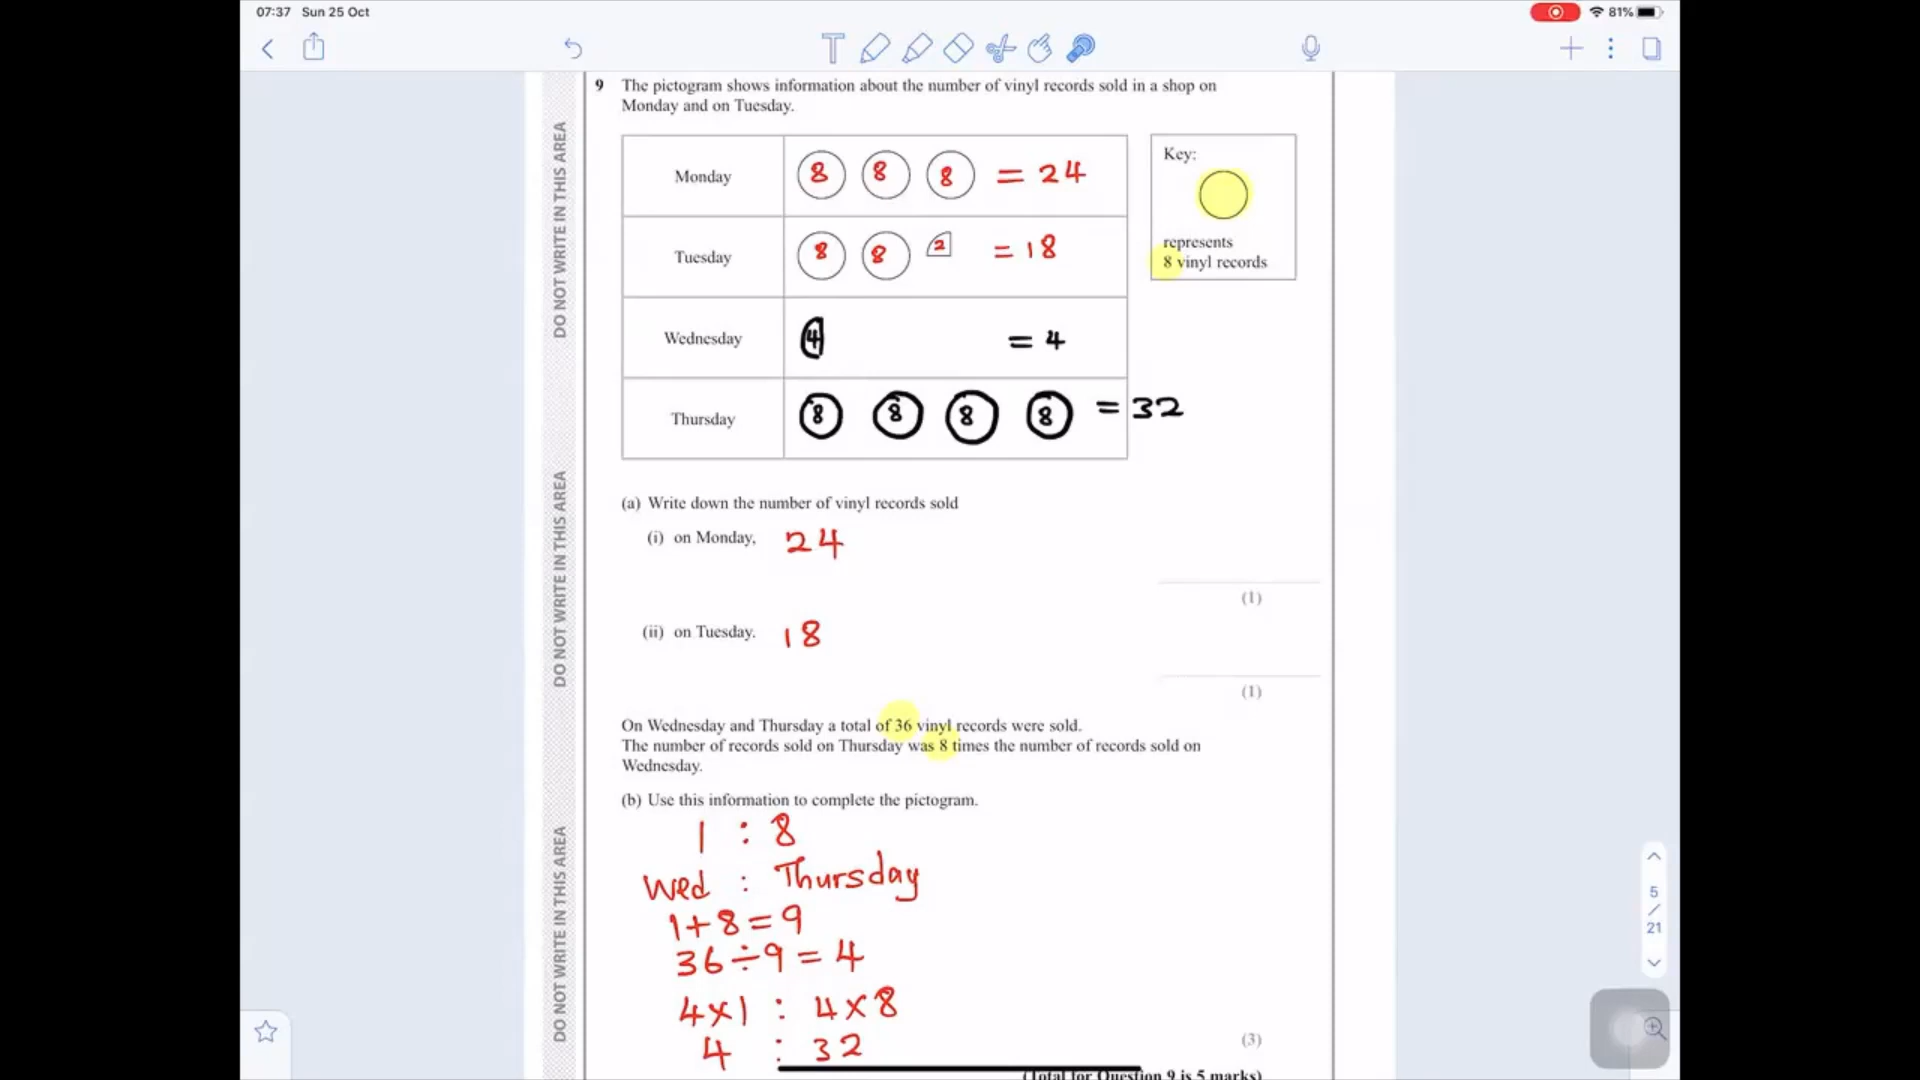 07:37 Sun 25 Oct
81%
9 The pictogram shows information about the number of vinyl records sold in a shop on
Monday and on Tuesday.
Monday 8 8 8 = 24
Tuesday 8 8 2 = 18
Wednesday 4 = 4
Thursday 8 8 8 8 = 32
Key:
represents
8 vinyl records
(a) Write down the number of vinyl records sold
(i) on Monday, 24
(1)
(ii) on Tuesday. 18
(1)
On Wednesday and Thursday a total of 36 vinyl records were sold.
The number of records sold on Thursday was 8 times the number of records sold on
Wednesday.
(b) Use this information to complete the pictogram.
1 : 8
Wed : Thursday
1+8=9
36÷9=4
4×1 : 4×8
4 : 32
(3)
(Total for Question 9 is 5 marks)
DO NOT WRITE IN THIS AREA
DO NOT WRITE IN THIS AREA
DO NOT WRITE IN THIS AREA
5
/
21